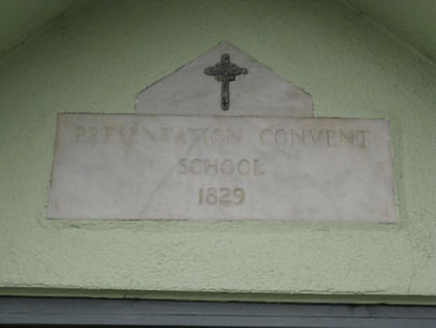 PRESENTATION CONVENT
SCHOOL
1829